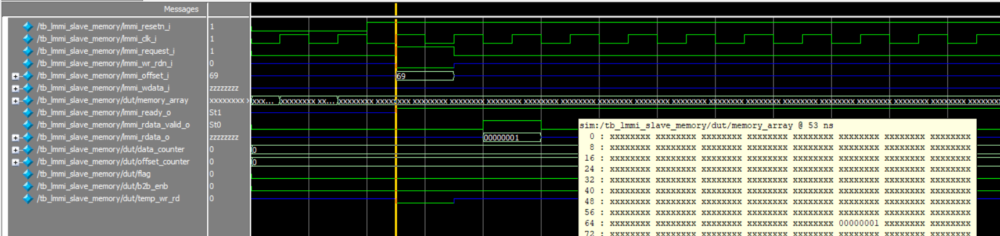 Messages
/tb_lmmi_slave_memory/lmmi_resetn_i 1
/tb_lmmi_slave_memory/lmmi_clk_i 1
/tb_lmmi_slave_memory/lmmi_request_i 1
/tb_lmmi_slave_memory/lmmi_wr_rdn_i 0
/tb_lmmi_slave_memory/lmmi_offset_i 69 69
/tb_lmmi_slave_memory/lmmi_wdata_i zzzzzzzz
/tb_lmmi_slave_memory/dut/memory_array xxxxxxxx x xxx... xxxxxxxx xx... xxxxxxxx xxxxxxxx xxxxxxxx xxxxxxxx xxxxxxxx xxxxxxxx xxxxxxxx xxxxxxxx xxxxxxxx xxxxxxxx xxxxxxxx xxxxxxxx xxxxxxxx xxxxxxxx xxxxxxxx xxxxxxxx xxxxxxxx xxxxxxxx
/tb_lmmi_slave_memory/lmmi_ready_o St1
/tb_lmmi_slave_memory/lmmi_rdata_valid_o St0
/tb_lmmi_slave_memory/lmmi_rdata_o zzzzzzzz 00000001
/tb_lmmi_slave_memory/dut/data_counter 0 0
/tb_lmmi_slave_memory/dut/offset_counter 0 0
/tb_lmmi_slave_memory/dut/flag 0
/tb_lmmi_slave_memory/dut/b2b_enb 0
/tb_lmmi_slave_memory/dut/temp_wr_rd 0
sim:/tb_lmmi_slave_memory/dut/memory_array @ 53 ns
0 : xxxxxxxx xxxxxxxx xxxxxxxx xxxxxxxx xxxxxxxx xxxxxxxx xxxxxxxx xxxxxxxx
8 : xxxxxxxx xxxxxxxx xxxxxxxx xxxxxxxx xxxxxxxx xxxxxxxx xxxxxxxx xxxxxxxx
16 : xxxxxxxx xxxxxxxx xxxxxxxx xxxxxxxx xxxxxxxx xxxxxxxx xxxxxxxx xxxxxxxx
24 : xxxxxxxx xxxxxxxx xxxxxxxx xxxxxxxx xxxxxxxx xxxxxxxx xxxxxxxx xxxxxxxx
32 : xxxxxxxx xxxxxxxx xxxxxxxx xxxxxxxx xxxxxxxx xxxxxxxx xxxxxxxx xxxxxxxx
40 : xxxxxxxx xxxxxxxx xxxxxxxx xxxxxxxx xxxxxxxx xxxxxxxx xxxxxxxx xxxxxxxx
48 : xxxxxxxx xxxxxxxx xxxxxxxx xxxxxxxx xxxxxxxx xxxxxxxx xxxxxxxx xxxxxxxx
56 : xxxxxxxx xxxxxxxx xxxxxxxx xxxxxxxx xxxxxxxx xxxxxxxx xxxxxxxx xxxxxxxx
64 : xxxxxxxx xxxxxxxx xxxxxxxx xxxxxxxx xxxxxxxx 00000001 xxxxxxxx xxxxxxxx
72 : xxxxxxxx xxxxxxxx xxxxxxxx xxxxxxxx xxxxxxxx xxxxxxxx xxxxxxxx xxxxxxxx